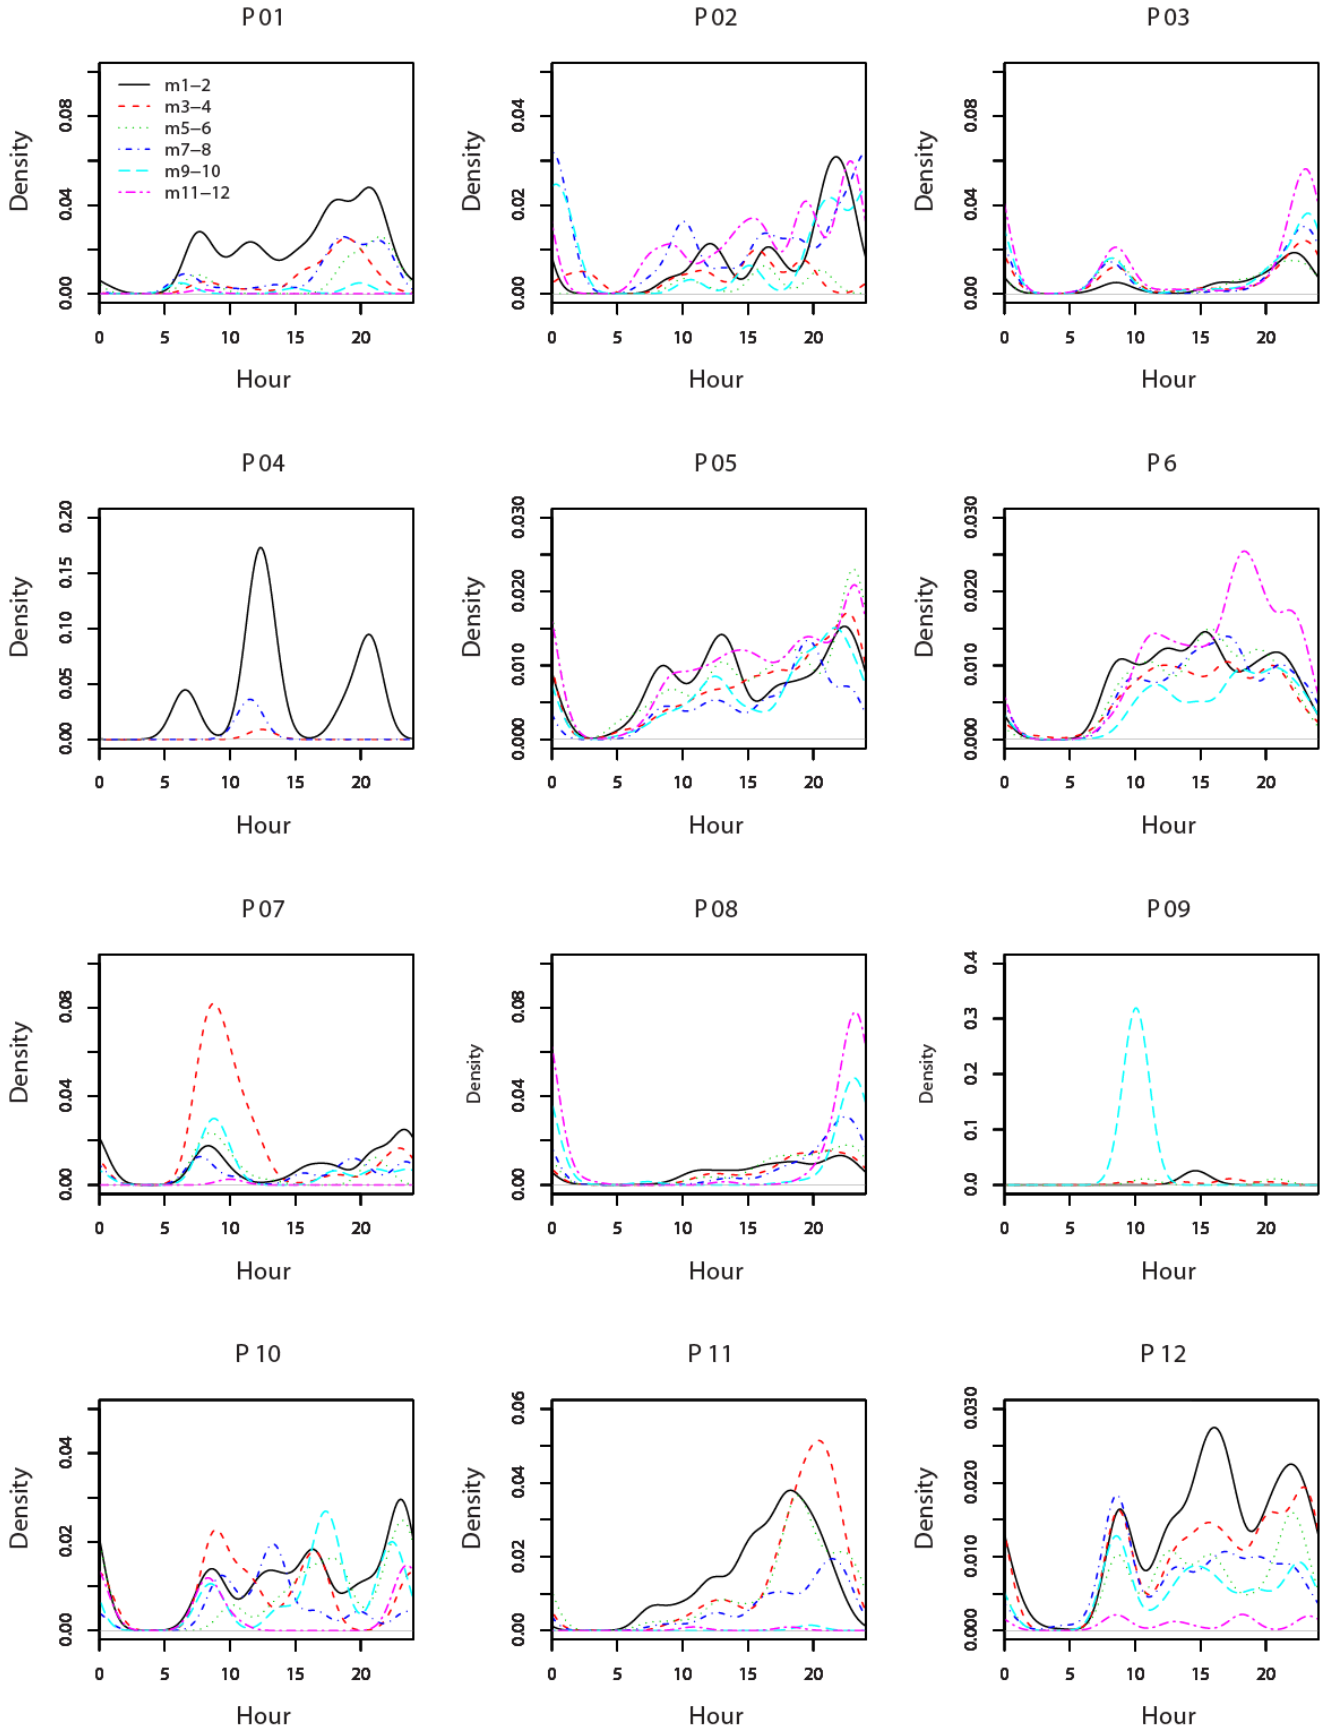 P 01
P 02
P 03
m1−2
m3−4
m5−6
m7−8
m9−10
m11−12
Density
0.00 0.04 0.08
0 5 10 15 20
Hour
Density
0.00 0.02 0.04
0 5 10 15 20
Hour
Density
0.00 0.04 0.08
0 5 10 15 20
Hour
P 04
P 05
P 6
Density
0.00 0.05 0.10 0.15 0.20
0 5 10 15 20
Hour
Density
0.000 0.010 0.020 0.030
0 5 10 15 20
Hour
Density
0.000 0.010 0.020 0.030
0 5 10 15 20
Hour
P 07
P 08
P 09
Density
0.00 0.04 0.08
0 5 10 15 20
Hour
Density
0.00 0.04 0.08
0 5 10 15 20
Hour
Density
0.0 0.1 0.2 0.3 0.4
0 5 10 15 20
Hour
P 10
P 11
P 12
Density
0.00 0.02 0.04
0 5 10 15 20
Hour
Density
0.00 0.02 0.04 0.06
0 5 10 15 20
Hour
Density
0.000 0.010 0.020 0.030
0 5 10 15 20
Hour